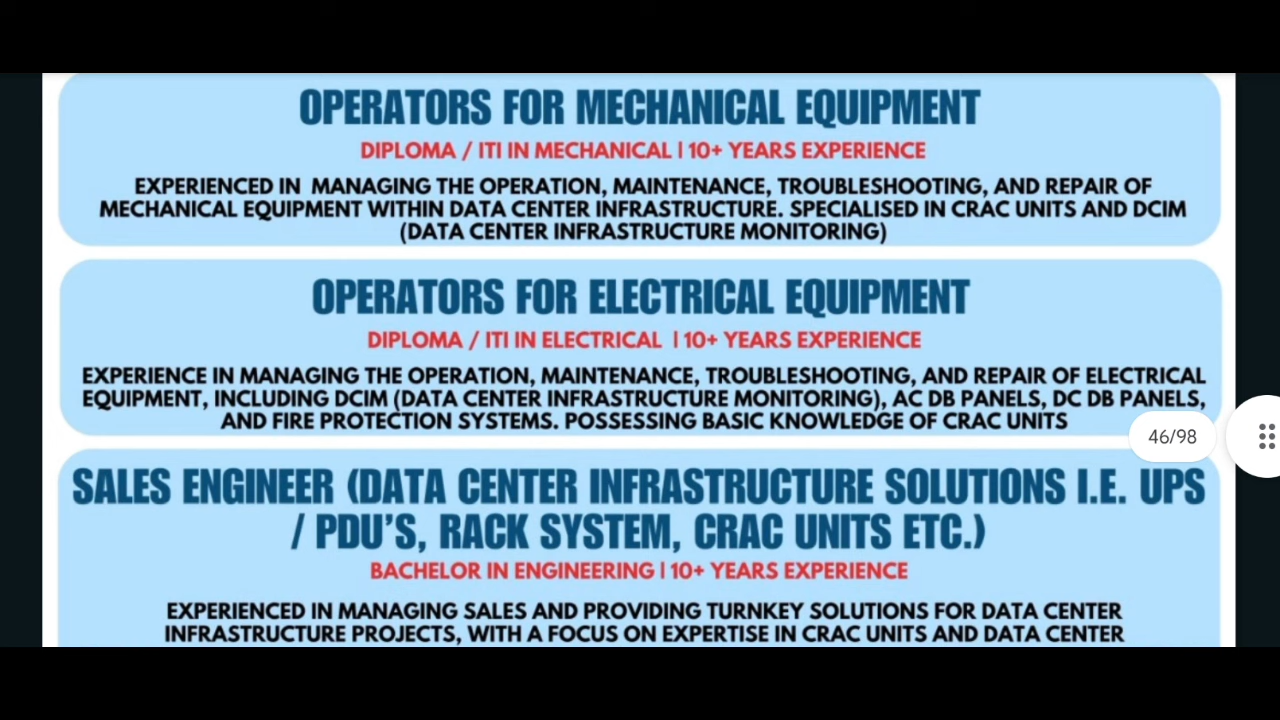 OPERATORS FOR MECHANICAL EQUIPMENT
DIPLOMA / ITI IN MECHANICAL | 10+ YEARS EXPERIENCE
EXPERIENCED IN MANAGING THE OPERATION, MAINTENANCE, TROUBLESHOOTING, AND REPAIR OF
MECHANICAL EQUIPMENT WITHIN DATA CENTER INFRASTRUCTURE. SPECIALISED IN CRAC UNITS AND DCIM
(DATA CENTER INFRASTRUCTURE MONITORING)
OPERATORS FOR ELECTRICAL EQUIPMENT
DIPLOMA / ITI IN ELECTRICAL | 10+ YEARS EXPERIENCE
EXPERIENCE IN MANAGING THE OPERATION, MAINTENANCE, TROUBLESHOOTING, AND REPAIR OF ELECTRICAL
EQUIPMENT, INCLUDING DCIM (DATA CENTER INFRASTRUCTURE MONITORING), AC DB PANELS, DC DB PANELS,
AND FIRE PROTECTION SYSTEMS. POSSESSING BASIC KNOWLEDGE OF CRAC UNITS
46/98
SALES ENGINEER (DATA CENTER INFRASTRUCTURE SOLUTIONS I.E. UPS
/ PDU'S, RACK SYSTEM, CRAC UNITS ETC.)
BACHELOR IN ENGINEERING | 10+ YEARS EXPERIENCE
EXPERIENCED IN MANAGING SALES AND PROVIDING TURNKEY SOLUTIONS FOR DATA CENTER
INFRASTRUCTURE PROJECTS, WITH A FOCUS ON EXPERTISE IN CRAC UNITS AND DATA CENTER